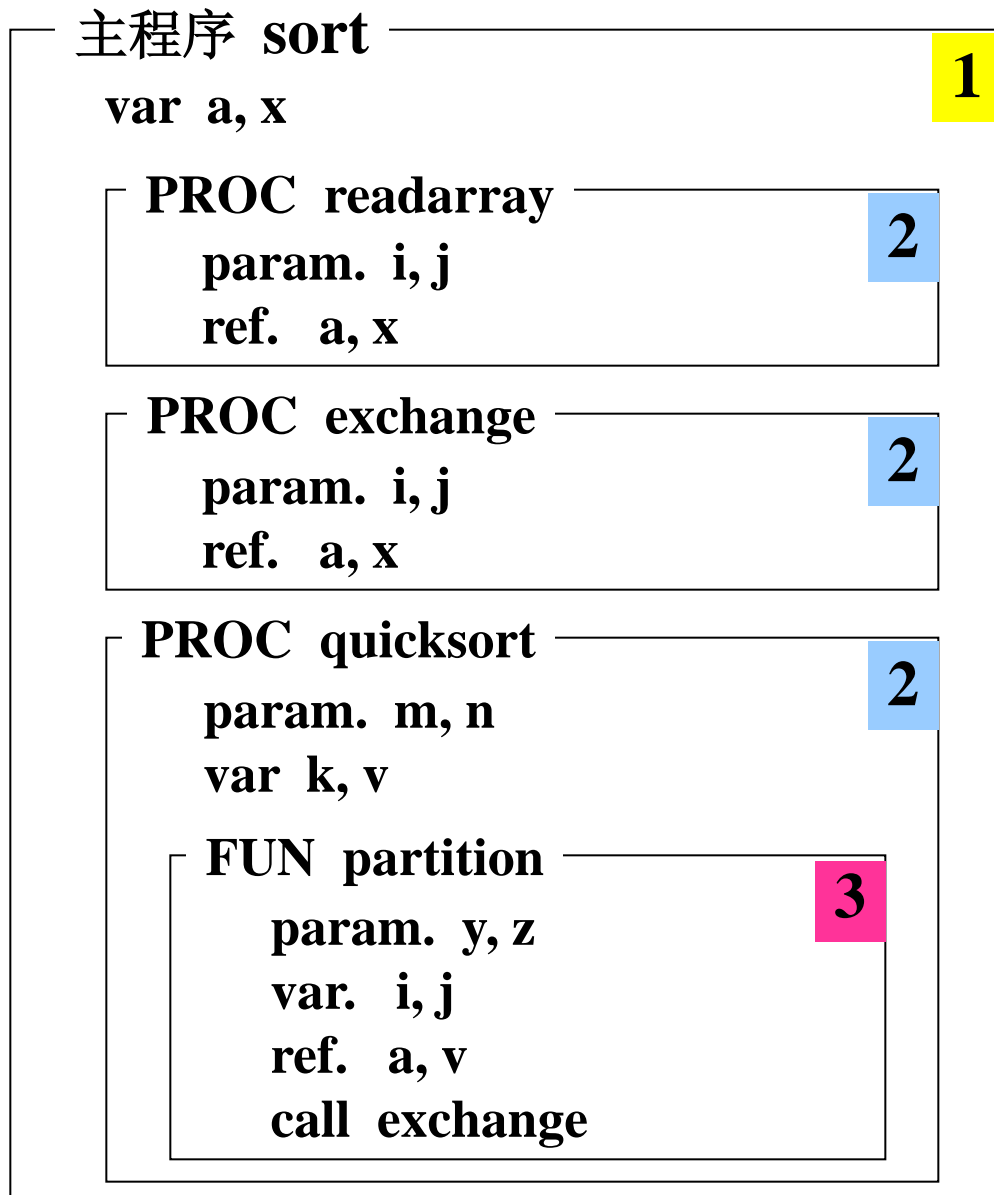 主程序 sort
1
var a, x
PROC readarray
2
param. i, j
ref. a, x
PROC exchange
2
param. i, j
ref. a, x
PROC quicksort
2
param. m, n
var k, v
FUN partition
3
param. y, z
var. i, j
ref. a, v
call exchange